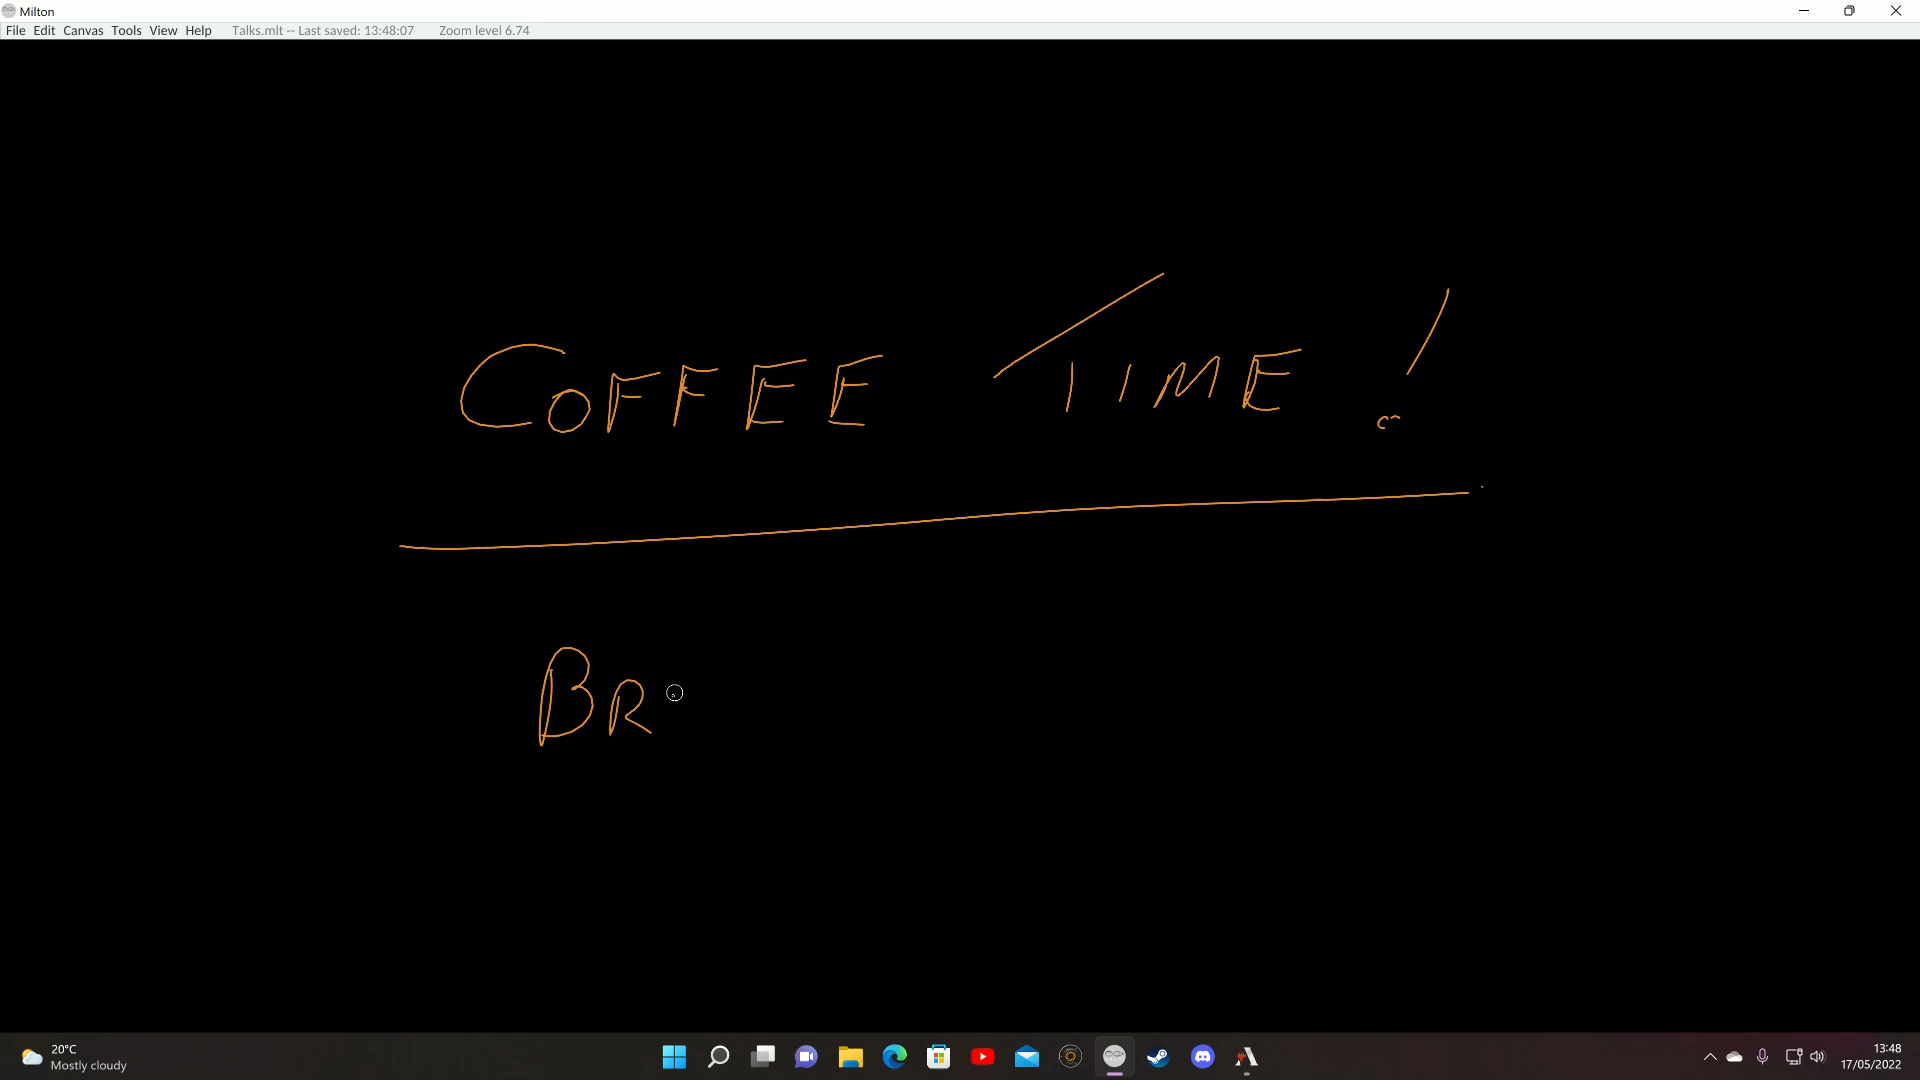 Milton
File Edit Canvas Tools View Help Talks.mlt -- Last saved: 13:48:07 Zoom level 6.74
COFFEE TIME !
BR
20°C
Mostly cloudy
13:48
17/05/2022